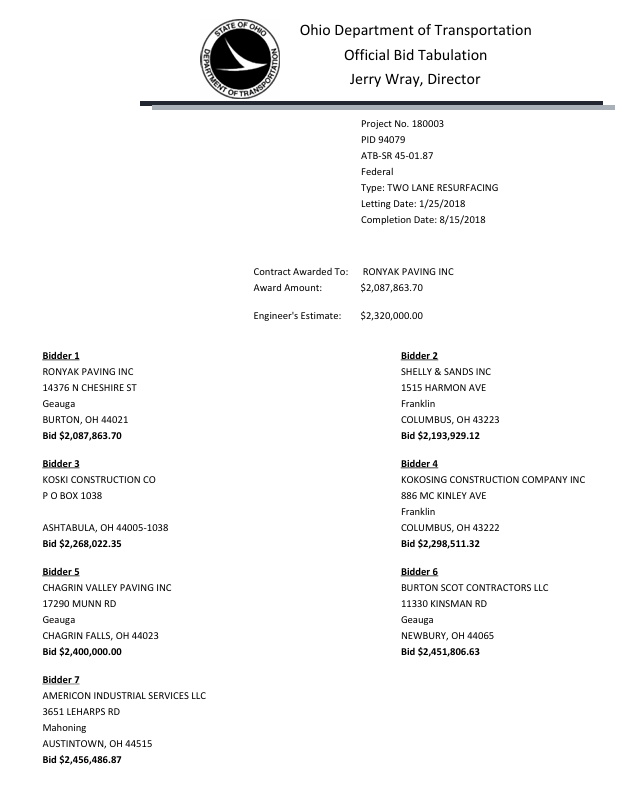 STATE OF OHIO
DEPARTMENT OF TRANSPORTATION
Ohio Department of Transportation
Official Bid Tabulation
Jerry Wray, Director
Project No. 180003
PID 94079
ATB-SR 45-01.87
Federal
Type: TWO LANE RESURFACING
Letting Date: 1/25/2018
Completion Date: 8/15/2018
Contract Awarded To: RONYAK PAVING INC
Award Amount: $2,087,863.70
Engineer's Estimate: $2,320,000.00
Bidder 1
RONYAK PAVING INC
14376 N CHESHIRE ST
Geauga
BURTON, OH 44021
Bid $2,087,863.70
Bidder 2
SHELLY & SANDS INC
1515 HARMON AVE
Franklin
COLUMBUS, OH 43223
Bid $2,193,929.12
Bidder 3
KOSKI CONSTRUCTION CO
P O BOX 1038
ASHTABULA, OH 44005-1038
Bid $2,268,022.35
Bidder 4
KOKOSING CONSTRUCTION COMPANY INC
886 MC KINLEY AVE
Franklin
COLUMBUS, OH 43222
Bid $2,298,511.32
Bidder 5
CHAGRIN VALLEY PAVING INC
17290 MUNN RD
Geauga
CHAGRIN FALLS, OH 44023
Bid $2,400,000.00
Bidder 6
BURTON SCOT CONTRACTORS LLC
11330 KINSMAN RD
Geauga
NEWBURY, OH 44065
Bid $2,451,806.63
Bidder 7
AMERICON INDUSTRIAL SERVICES LLC
3651 LEHARPS RD
Mahoning
AUSTINTOWN, OH 44515
Bid $2,456,486.87